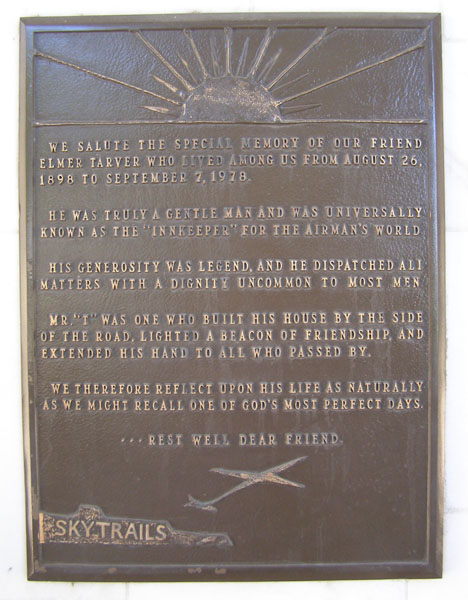 WE SALUTE THE SPECIAL MEMORY OF OUR FRIEND
ELMER TARVER WHO LIVED AMONG US FROM AUGUST 26,
1898 TO SEPTEMBER 7, 1978.
HE WAS TRULY A GENTLE MAN AND WAS UNIVERSALLY
KNOWN AS THE "INNKEEPER" FOR THE AIRMAN'S WORLD
HIS GENEROSITY WAS LEGEND, AND HE DISPATCHED ALL
MATTERS WITH A DIGNITY UNCOMMON TO MOST MEN
MR. "T" WAS ONE WHO BUILT HIS HOUSE BY THE SIDE
OF THE ROAD, LIGHTED A BEACON OF FRIENDSHIP, AND
EXTENDED HIS HAND TO ALL WHO PASSED BY.
WE THEREFORE REFLECT UPON HIS LIFE AS NATURALLY
AS WE MIGHT RECALL ONE OF GOD'S MOST PERFECT DAYS.
... REST WELL DEAR FRIEND.
SKYTRAILS